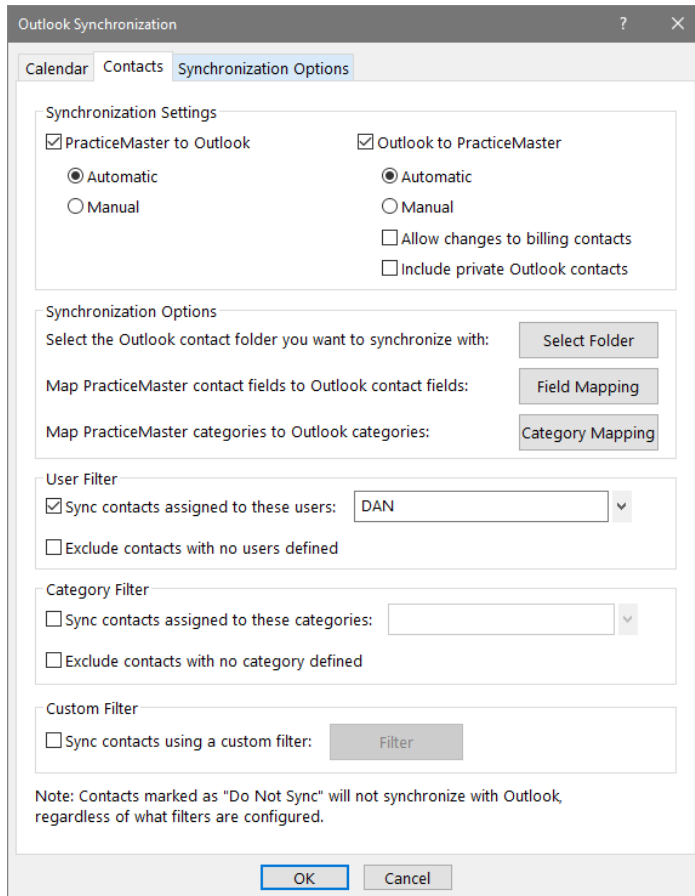 Outlook Synchronization ? ×
Calendar Contacts Synchronization Options
Synchronization Settings
PracticeMaster to Outlook Outlook to PracticeMaster
Automatic Automatic
Manual Manual
Allow changes to billing contacts
Include private Outlook contacts
Synchronization Options
Select the Outlook contact folder you want to synchronize with: Select Folder
Map PracticeMaster contact fields to Outlook contact fields: Field Mapping
Map PracticeMaster categories to Outlook categories: Category Mapping
User Filter
Sync contacts assigned to these users: DAN
Exclude contacts with no users defined
Category Filter
Sync contacts assigned to these categories:
Exclude contacts with no category defined
Custom Filter
Sync contacts using a custom filter: Filter
Note: Contacts marked as "Do Not Sync" will not synchronize with Outlook,
regardless of what filters are configured.
OK Cancel